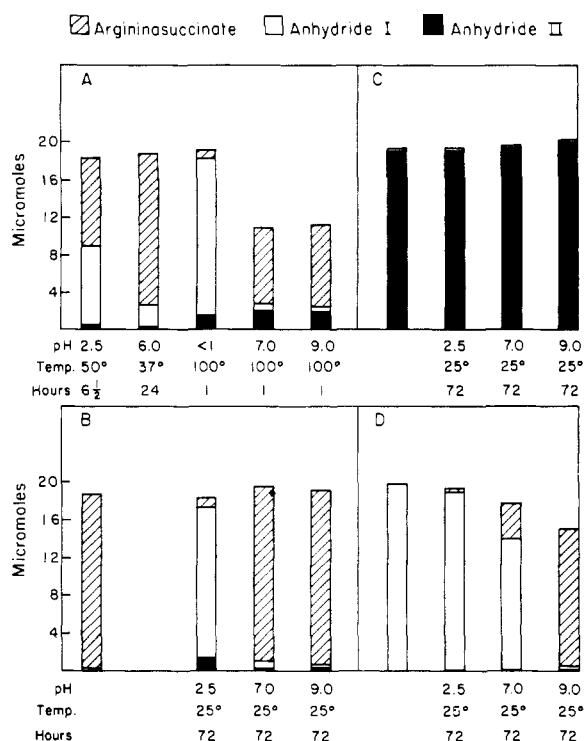 Argininosuccinate Anhydride I Anhydride II
A C
Micromoles
20
16
12
8
4
pH 2.5 6.0 <1 7.0 9.0 2.5 7.0 9.0
Temp. 50° 37° 100° 100° 100° 25° 25° 25°
Hours 6 1/2 24 1 1 1 72 72 72
B D
Micromoles
20
16
12
8
4
pH 2.5 7.0 9.0 2.5 7.0 9.0
Temp. 25° 25° 25° 25° 25° 25°
Hours 72 72 72 72 72 72